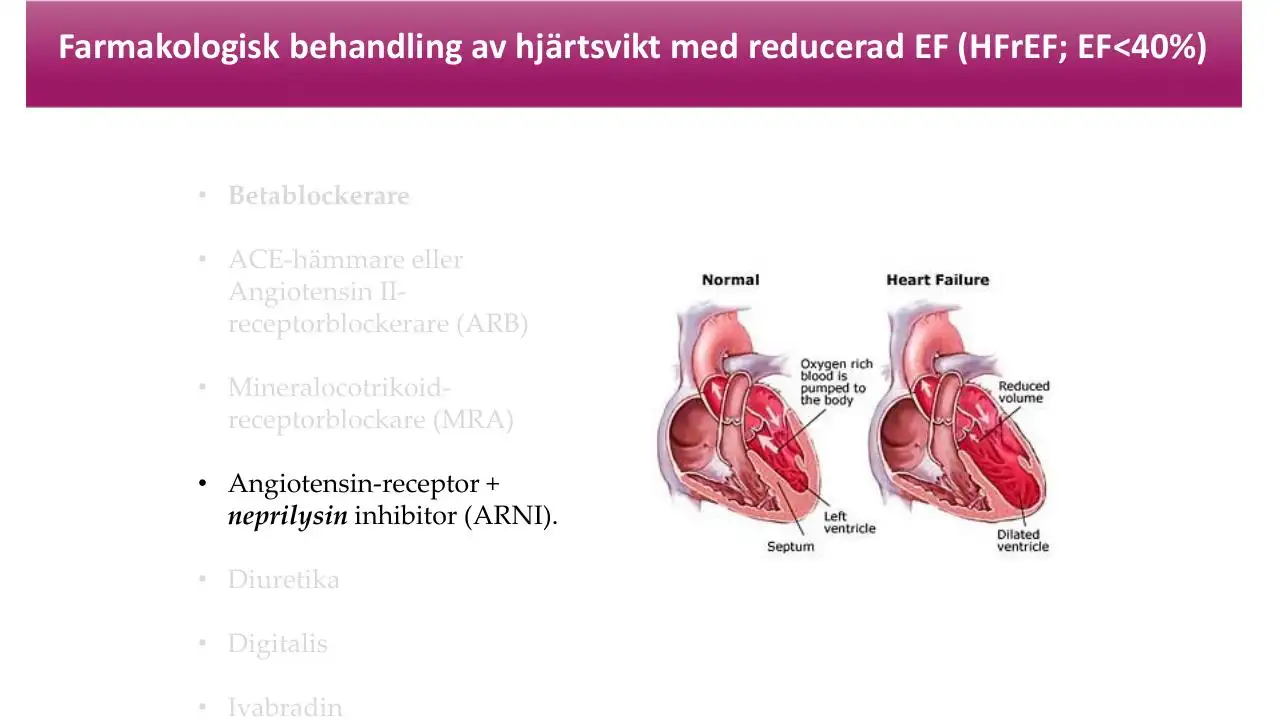 Farmakologisk behandling av hjärtsvikt med reducerad EF (HFrEF; EF<40%)
• Betablockerare
• ACE-hämmare eller
Angiotensin II-
receptorblockerare (ARB)
• Mineralocotrikoid-
receptorblockare (MRA)
• Angiotensin-receptor +
neprilysin inhibitor (ARNI).
• Diuretika
• Digitalis
• Ivabradin
Normal
Heart Failure
Oxygen rich
blood is
pumped to
the body
Reduced
volume
Left
ventricle
Septum
Dilated
ventricle